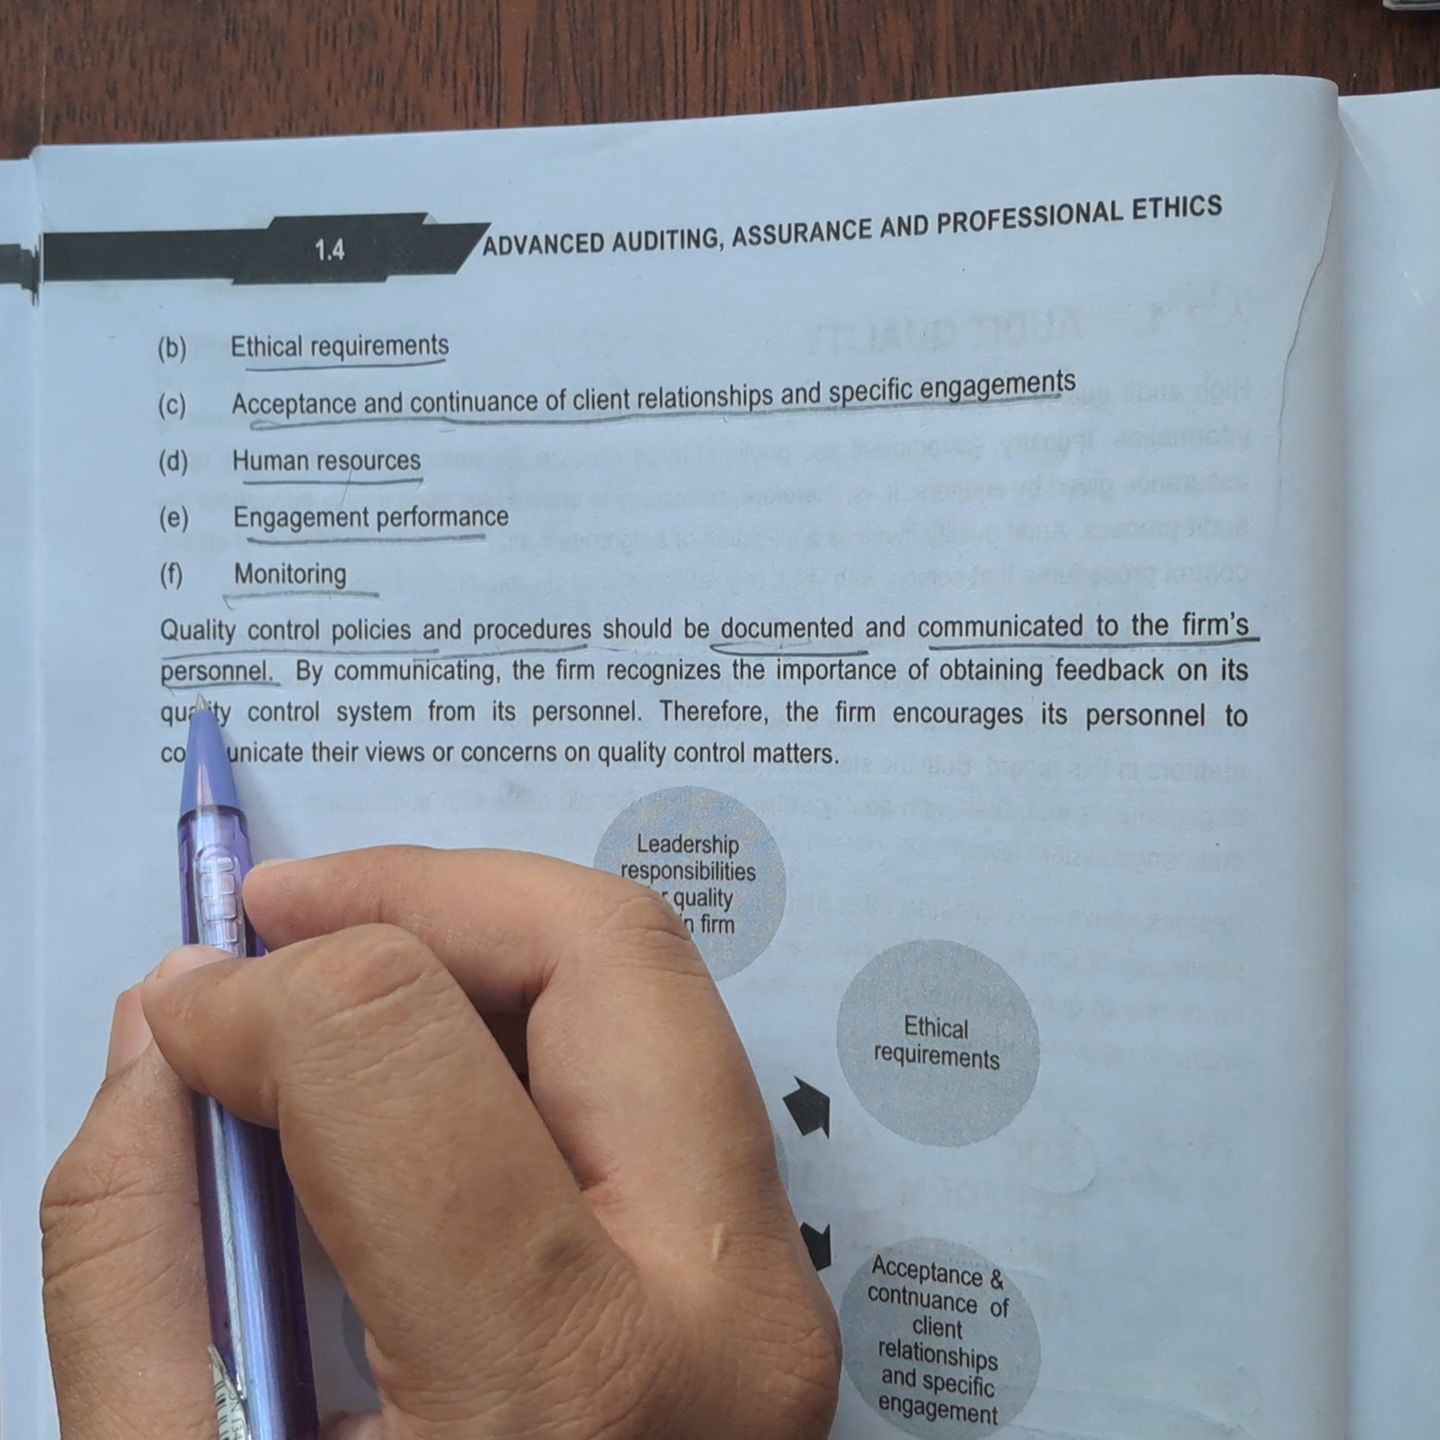 1.4
ADVANCED AUDITING, ASSURANCE AND PROFESSIONAL ETHICS
(b) Ethical requirements
(c) Acceptance and continuance of client relationships and specific engagements
(d) Human resources
(e) Engagement performance
(f) Monitoring
Quality control policies and procedures should be documented and communicated to the firm's
personnel. By communicating, the firm recognizes the importance of obtaining feedback on its
control system from its personnel. Therefore, the firm encourages its personnel to
their views or concerns on quality control matters.
Leadership
responsibilities
quality
firm
Ethical
requirements
Acceptance &
contnuance of
client
relationships
and specific
engagement